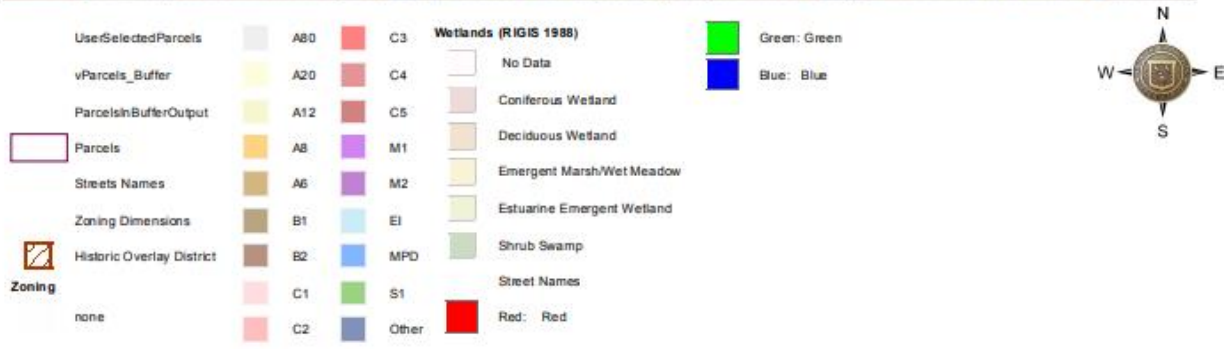 UserSelectedParcels
vParcels_Buffer
ParcelsInBufferOutput
Parcels
Streets Names
Zoning Dimensions
Historic Overlay District
Zoning
none
A80
A20
A12
A8
A6
B1
B2
C1
C2
C3
C4
C5
M1
M2
EI
MPD
S1
Other
Wetlands (RIGIS 1988)
No Data
Coniferous Wetland
Deciduous Wetland
Emergent Marsh/Wet Meadow
Estuarine Emergent Wetland
Shrub Swamp
Street Names
Red: Red
Green: Green
Blue: Blue
N
W
E
S